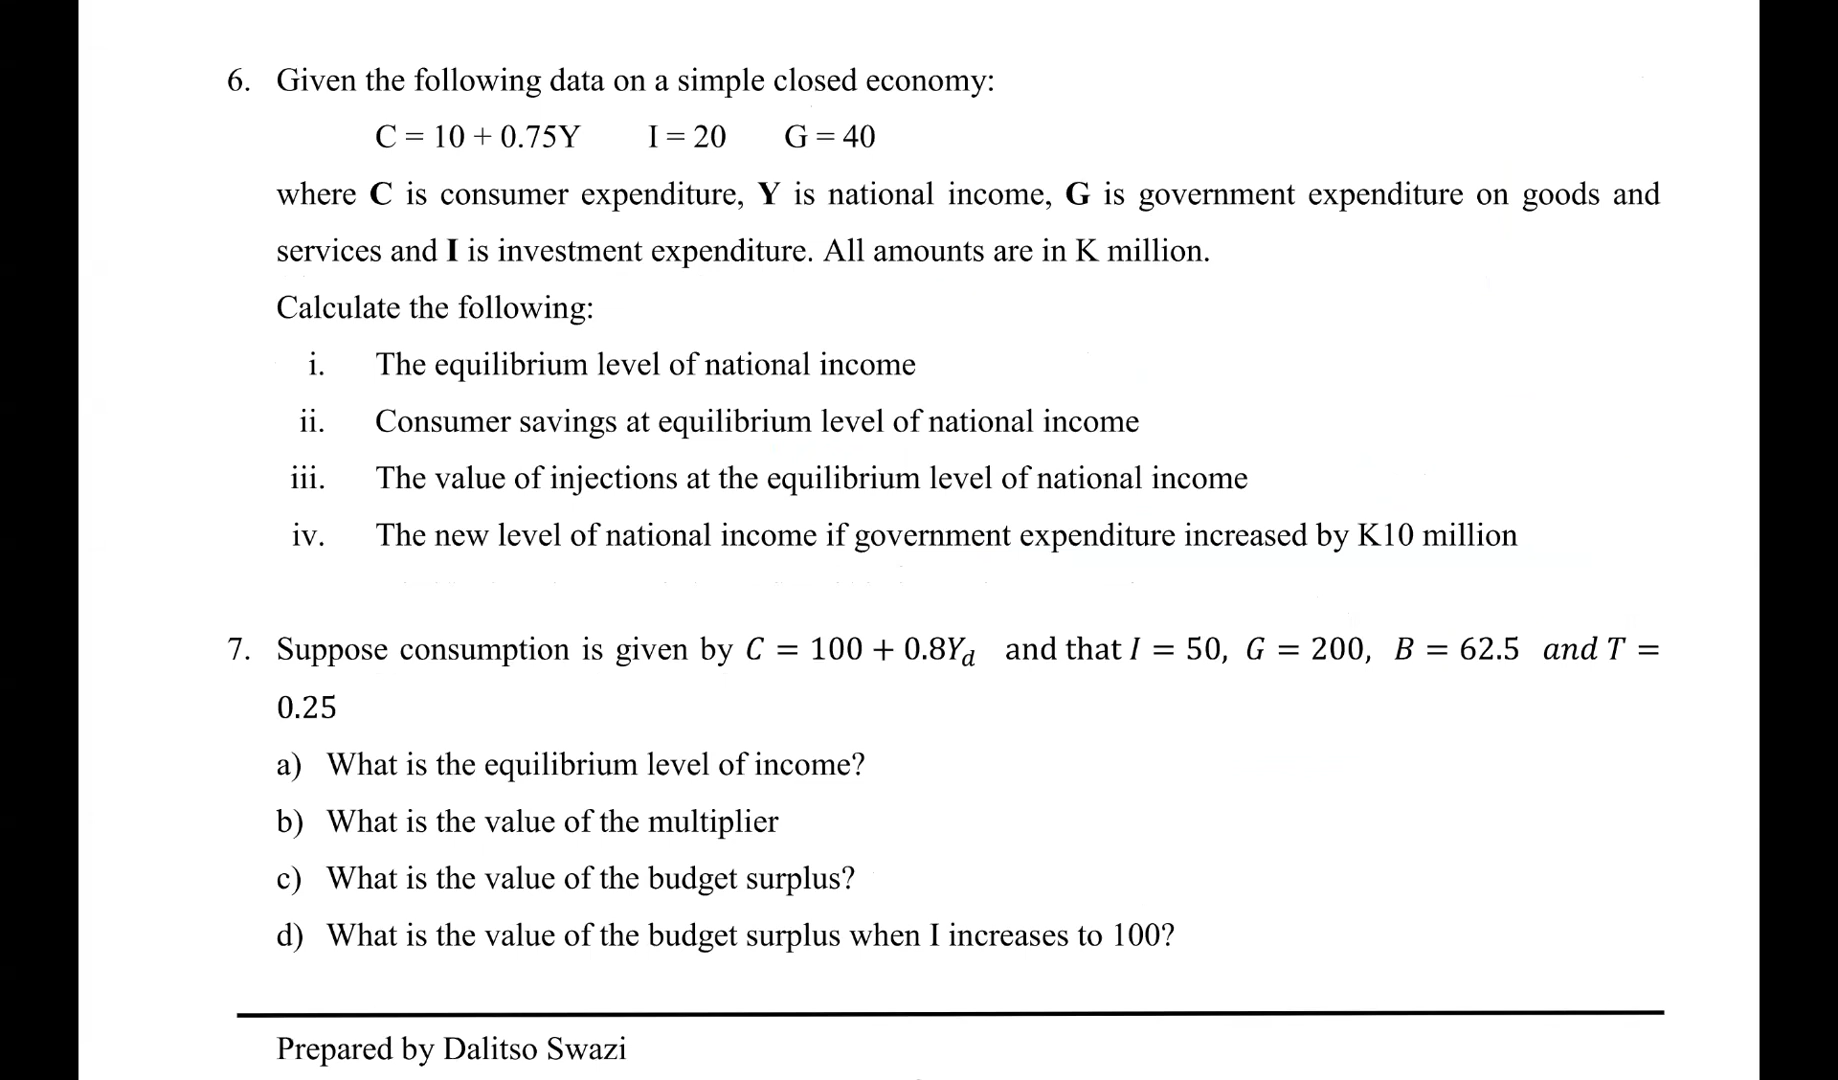 6. Given the following data on a simple closed economy:
C = 10 + 0.75Y I = 20 G = 40
where C is consumer expenditure, Y is national income, G is government expenditure on goods and
services and I is investment expenditure. All amounts are in K million.
Calculate the following:
i. The equilibrium level of national income
ii. Consumer savings at equilibrium level of national income
iii. The value of injections at the equilibrium level of national income
iv. The new level of national income if government expenditure increased by K10 million
7. Suppose consumption is given by C = 100 + 0.8Yd and that I = 50, G = 200, B = 62.5 and T =
0.25
a) What is the equilibrium level of income?
b) What is the value of the multiplier
c) What is the value of the budget surplus?
d) What is the value of the budget surplus when I increases to 100?
Prepared by Dalitso Swazi